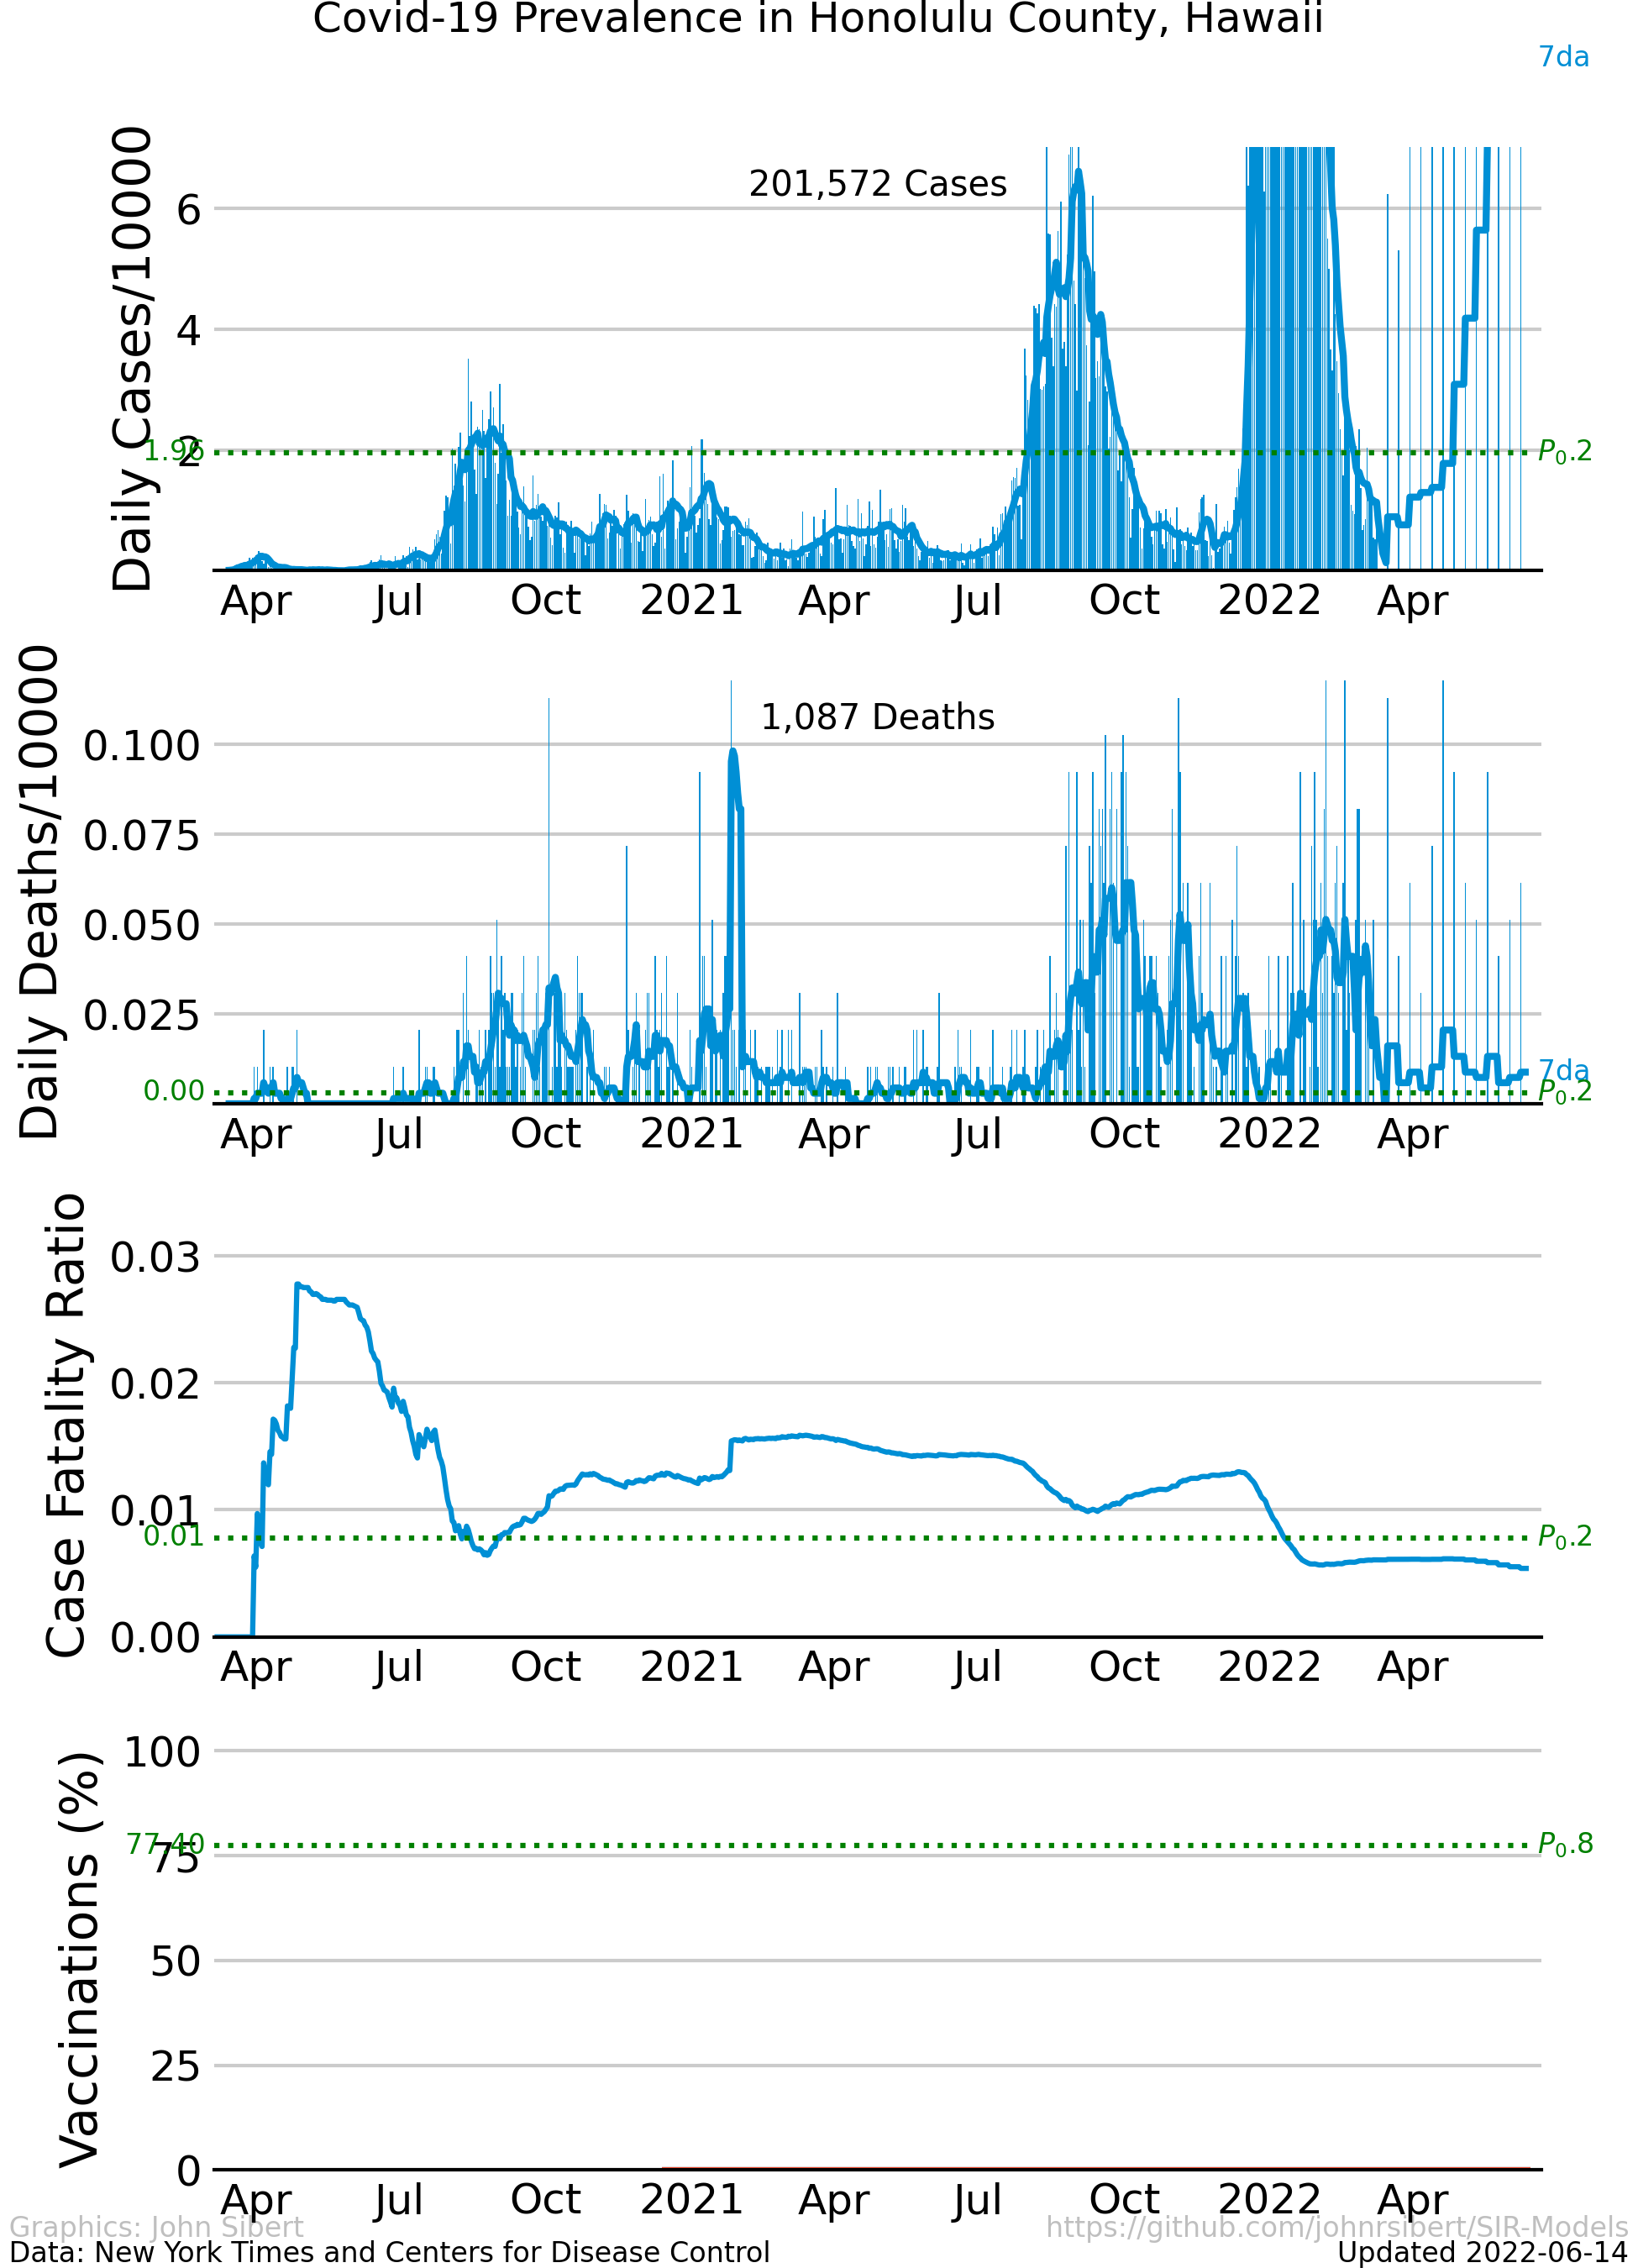 Covid-19 Prevalence in Honolulu County, Hawaii
7da
Daily Cases/10000
201,572 Cases
6
4
2
1.96
P0.2
Apr Jul Oct 2021 Apr Jul Oct 2022 Apr
Daily Deaths/10000
1,087 Deaths
0.100
0.075
0.050
0.025
7da
0.00
P0.2
Apr Jul Oct 2021 Apr Jul Oct 2022 Apr
Case Fatality Ratio
0.03
0.02
0.01
0.01
P0.2
0.00
Apr Jul Oct 2021 Apr Jul Oct 2022 Apr
Vaccinations (%)
100
77.40
P0.8
75
50
25
0
Apr Jul Oct 2021 Apr Jul Oct 2022 Apr
Graphics: John Sibert
https://github.com/johnrsibert/SIR-Models
Data: New York Times and Centers for Disease Control
Updated 2022-06-14